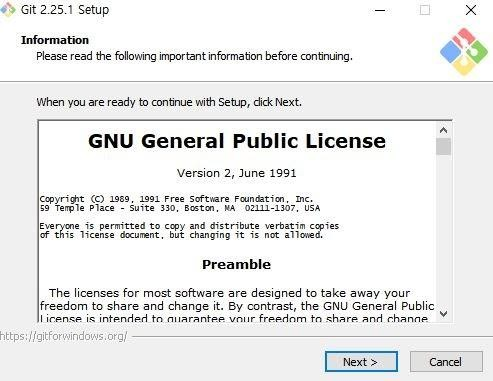 Git 2.25.1 Setup
Information
Please read the following important information before continuing.
When you are ready to continue with Setup, click Next.
GNU General Public License
Version 2, June 1991
Copyright (C) 1989, 1991 Free Software Foundation, Inc.
59 Temple Place - Suite 330, Boston, MA  02111-1307, USA
Everyone is permitted to copy and distribute verbatim copies
of this license document, but changing it is not allowed.
Preamble
The licenses for most software are designed to take away your
freedom to share and change it. By contrast, the GNU General Public
License is intended to guarantee your freedom to share and change
https://gitforwindows.org/
Next >
Cancel